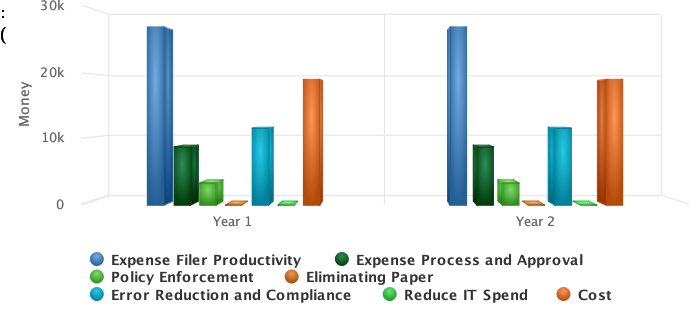 :
(
30k
20k
10k
0
Money
Year 1 Year 2
Expense Filer Productivity Expense Process and Approval
Policy Enforcement Eliminating Paper
Error Reduction and Compliance Reduce IT Spend Cost